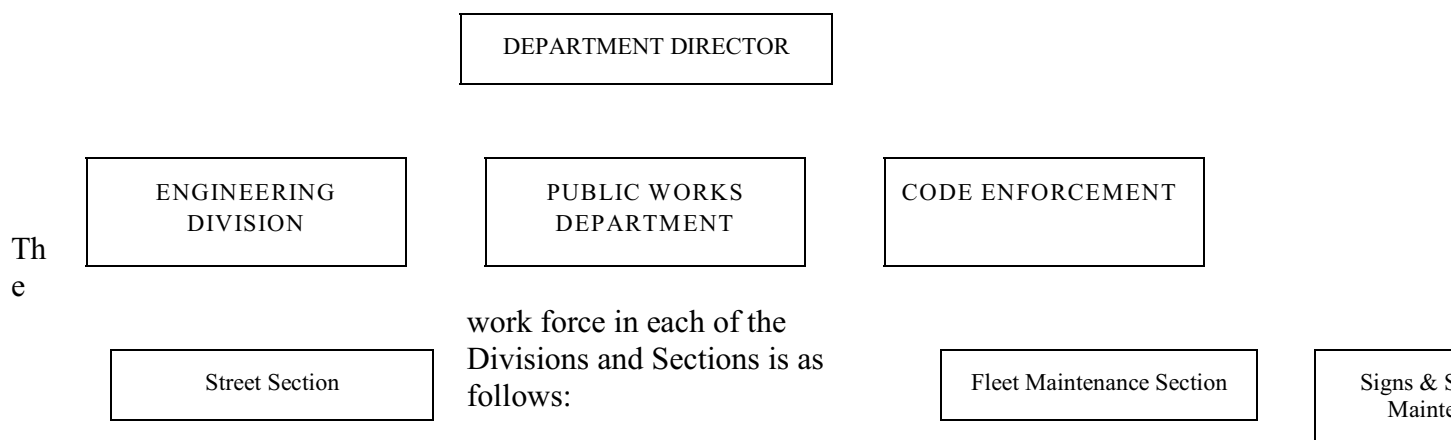 DEPARTMENT DIRECTOR
ENGINEERING
DIVISION
PUBLIC WORKS
DEPARTMENT
CODE ENFORCEMENT
Th
e
work force in each of the
Divisions and Sections is as
follows:
Street Section
Fleet Maintenance Section
Signs &